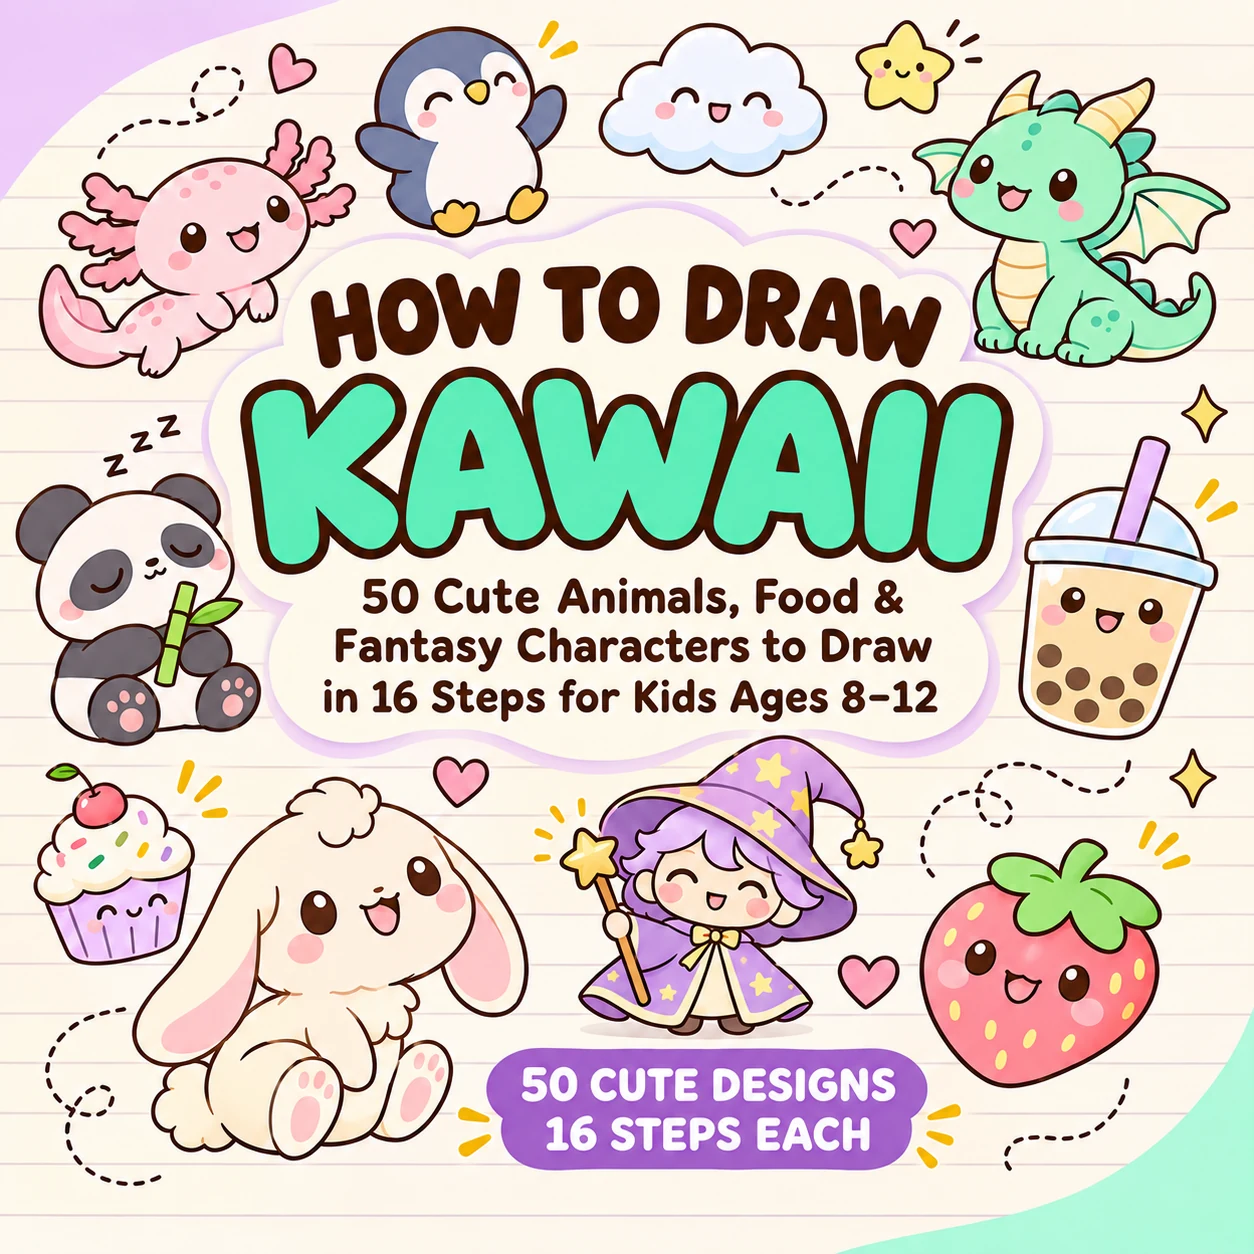 HOW TO DRAW
KAWAII
50 Cute Animals, Food &
Fantasy Characters to Draw
in 16 Steps for Kids Ages 8-12
z z z
50 CUTE DESIGNS
16 STEPS EACH